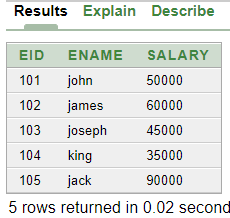 Results Explain Describe
EID ENAME SALARY
101 john 50000
102 james 60000
103 joseph 45000
104 king 35000
105 jack 90000
5 rows returned in 0.02 second